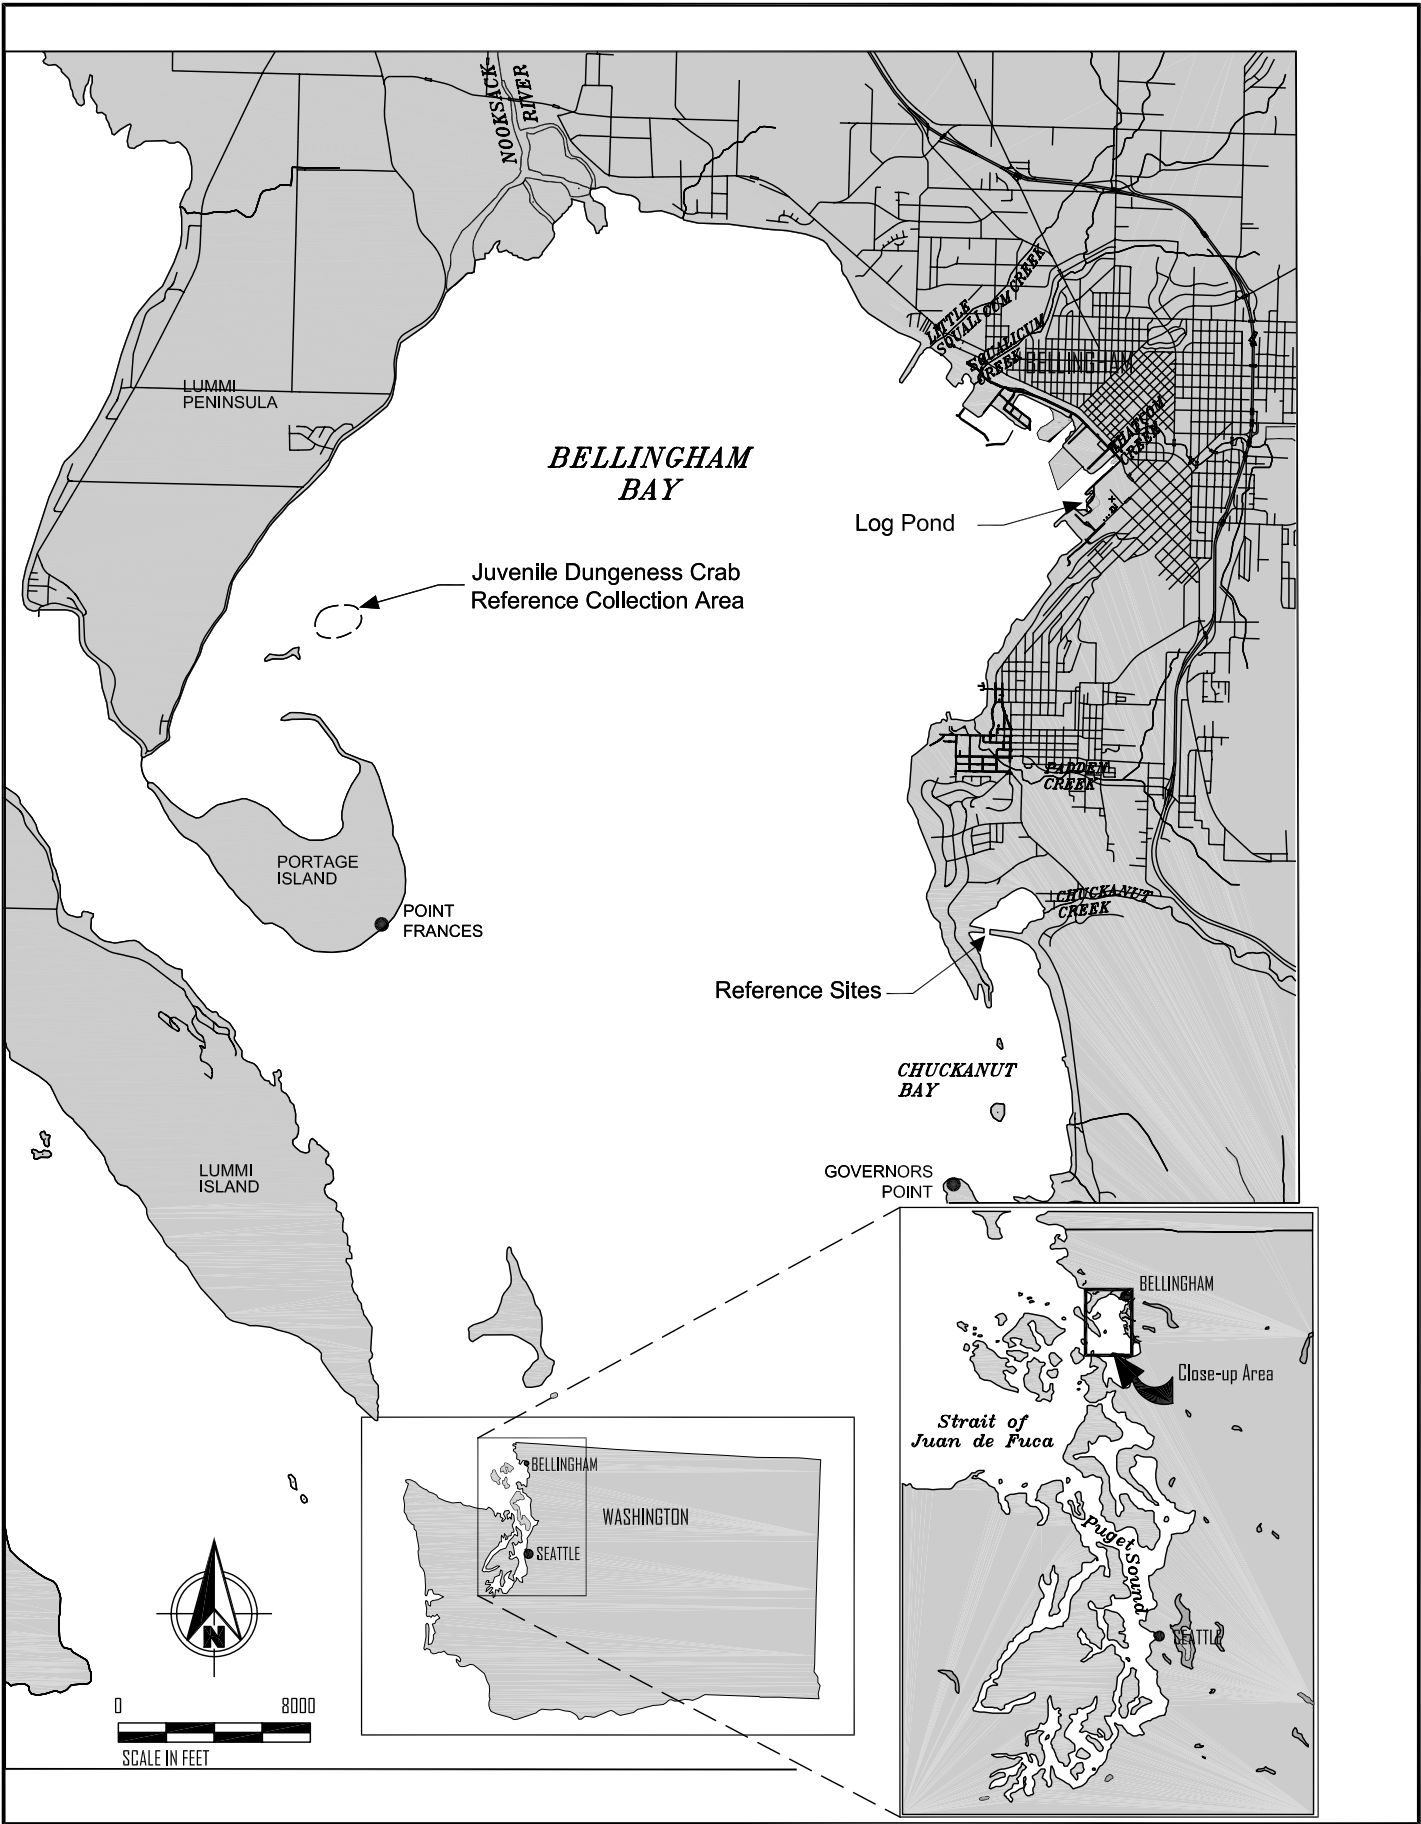 NOOKSACK
RIVER
LITTLE
SQUALICUM CREEK
SQUALICUM
CREEK
BELLINGHAM
LUMMI
PENINSULA
WHATCOM
CREEK
BELLINGHAM
BAY
Log Pond
Juvenile Dungeness Crab
Reference Collection Area
PADDEN
CREEK
PORTAGE
ISLAND
CHUCKANUT
CREEK
POINT
FRANCES
Reference Sites
CHUCKANUT
BAY
LUMMI
ISLAND
GOVERNORS
POINT
BELLINGHAM
Close-up Area
Strait of
Juan de Fuca
BELLINGHAM
WASHINGTON
SEATTLE
Puget Sound
SEATTLE
N
0 8000
SCALE IN FEET